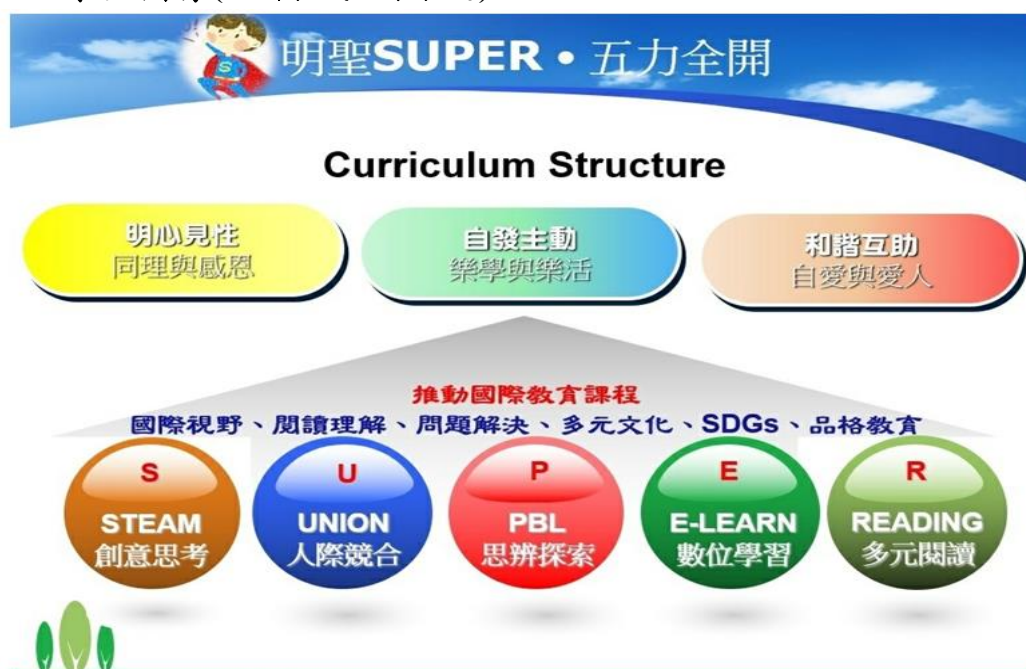 明聖SUPER•五力全開
Curriculum Structure
明心見性
同理與感恩
自發主動
樂學與樂活
和諧互助
自愛與愛人
推動國際教育課程
國際視野、閱讀理解、問題解決、多元文化、SDGs、品格教育
S
STEAM
創意思考
U
UNION
人際競合
P
PBL
思辨探索
E
E-LEARN
數位學習
R
READING
多元閱讀